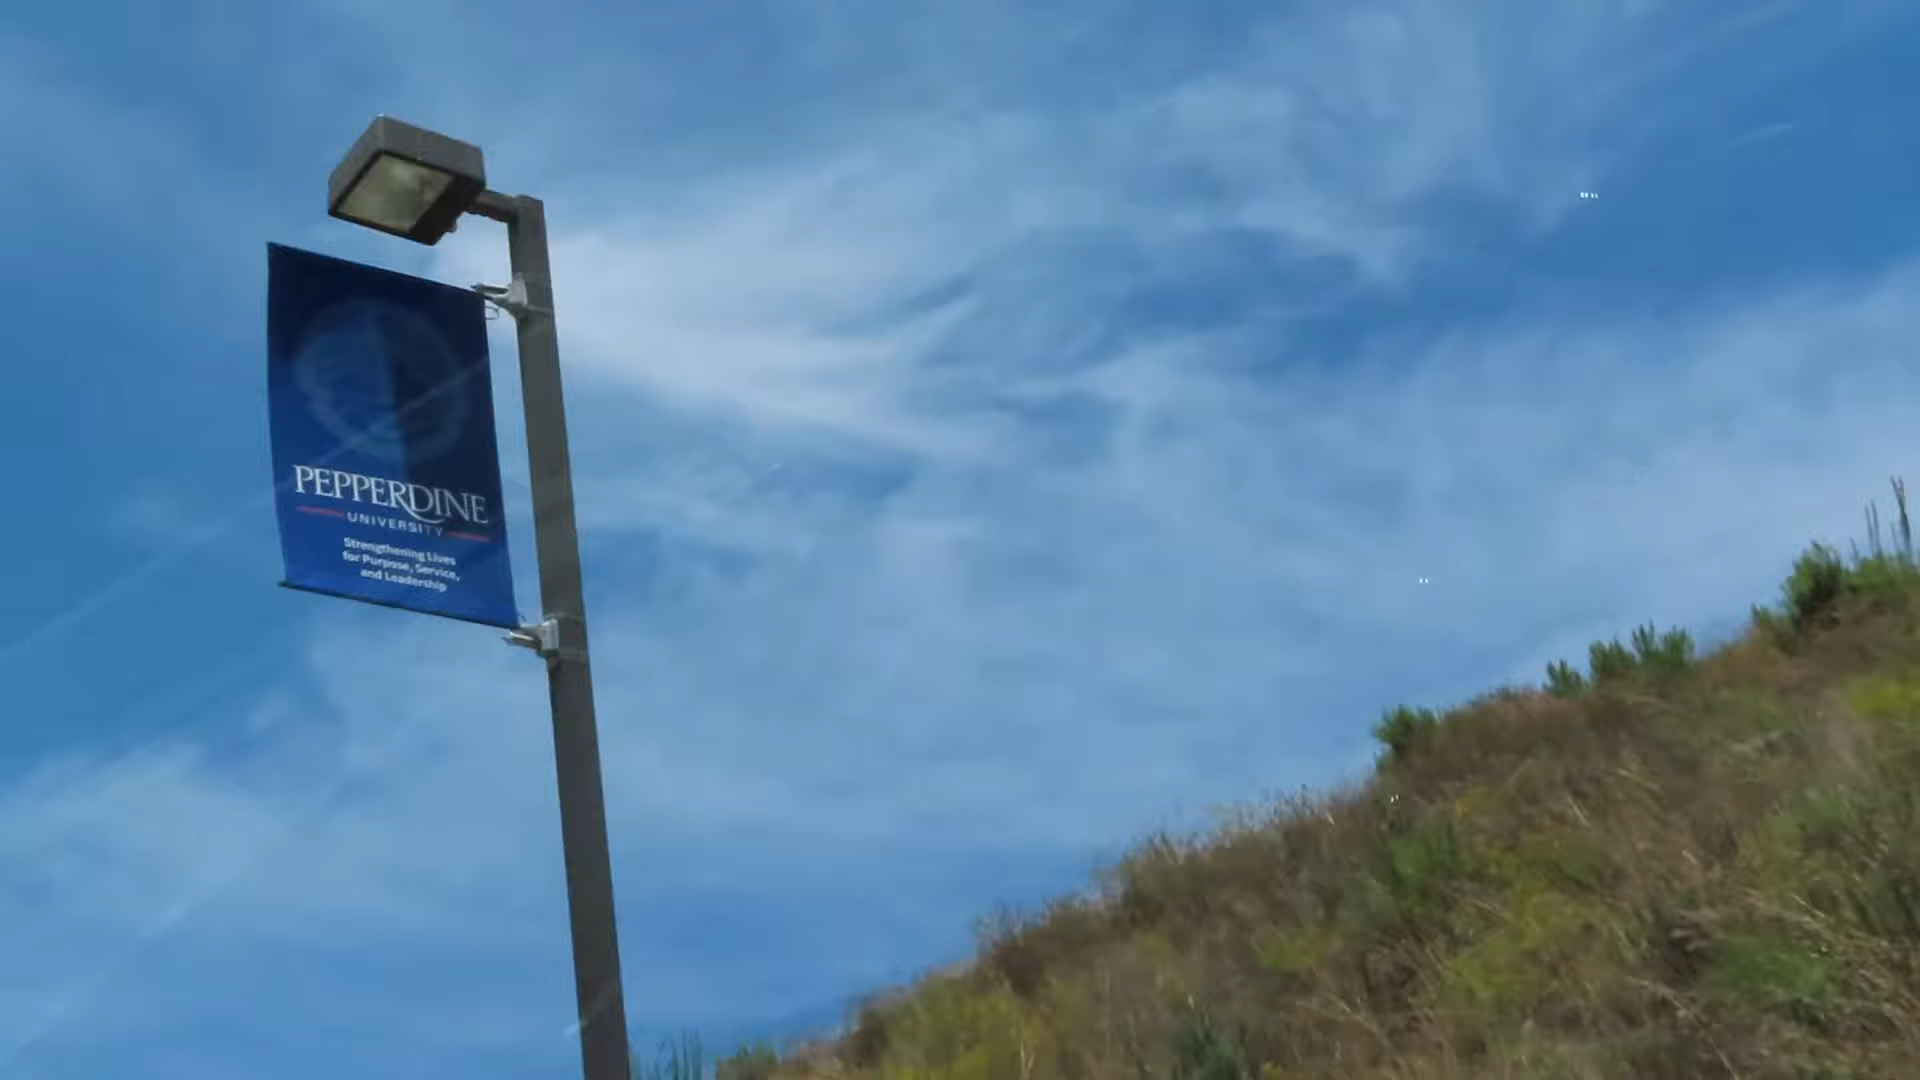 PEPPERDINE
UNIVERSITY
Strengthening Lives
for Purpose, Service,
and Leadership